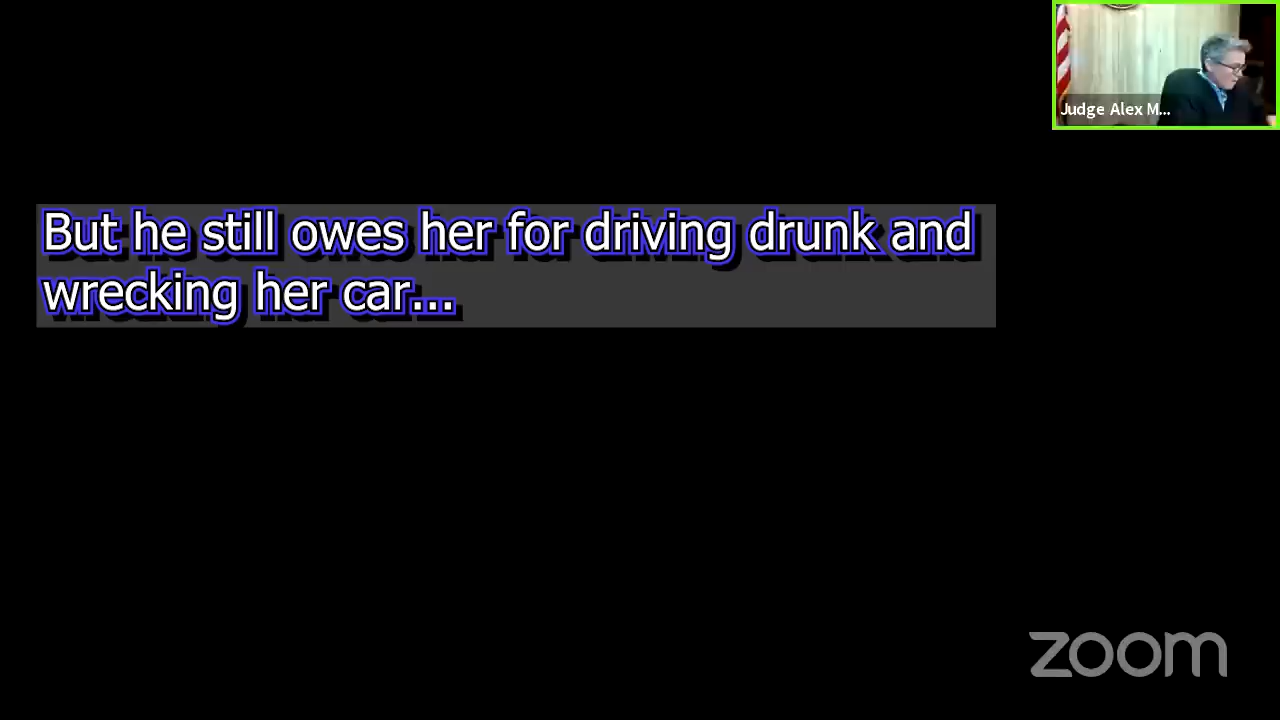 Judge Alex M...
But he still owes her for driving drunk and
wrecking her car...
zoom